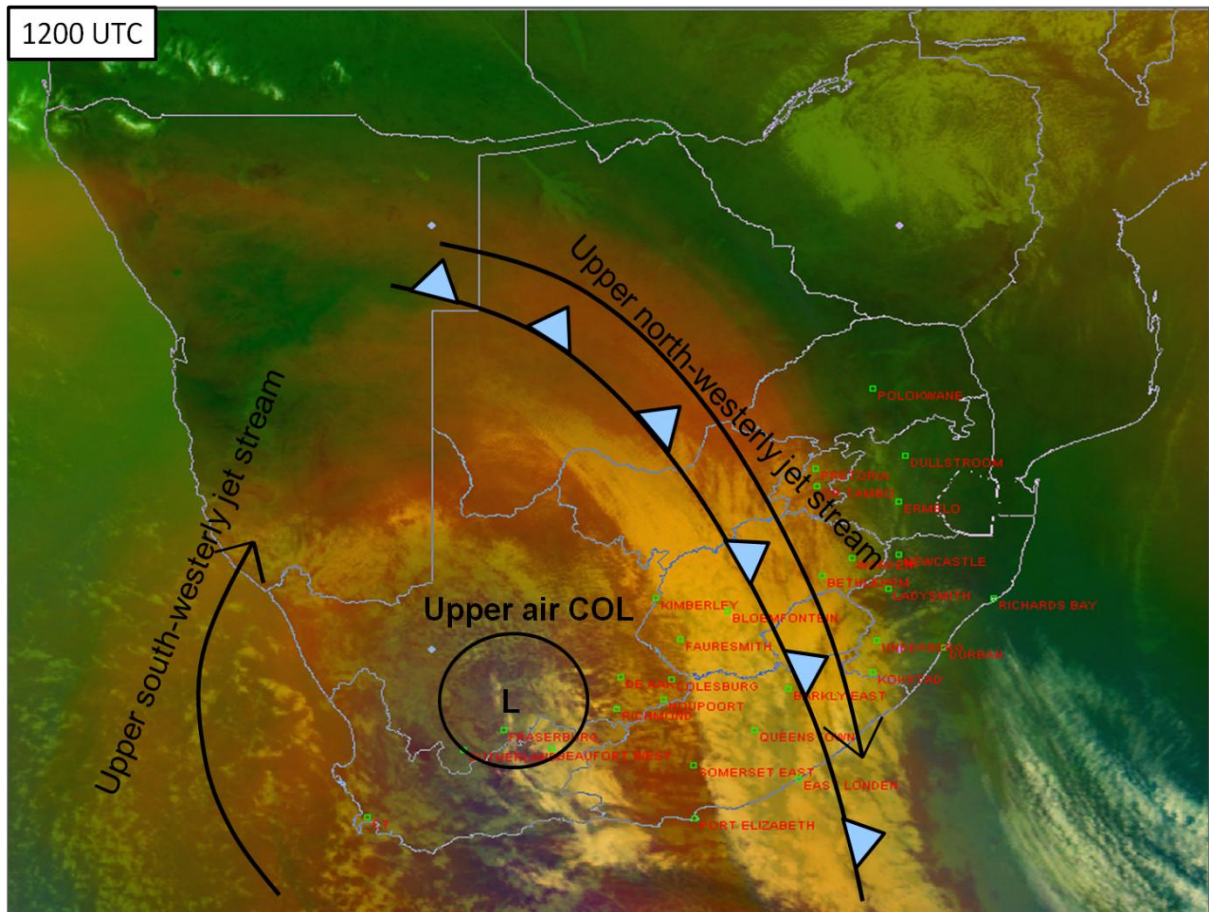 1200 UTC
Upper north-westerly jet stream
Upper south-westerly jet stream
POLOKWANE
DULLSTROOM
PRETORIA
ERMELO
NEWCASTLE
BETHLEHEM
LADYSMITH
RICHARDS BAY
Upper air COL
KIMBERLEY
BLOEMFONTEIN
FAURESMITH
DURBAN
KOKSTAD
COLESBURG
BARKLY EAST
L
NOUPOORT
RICHMOND
FRASERBURG
QUEENSTOWN
BEAUFORT WEST
SOMERSET EAST
EAST LONDEN
PORT ELIZABETH